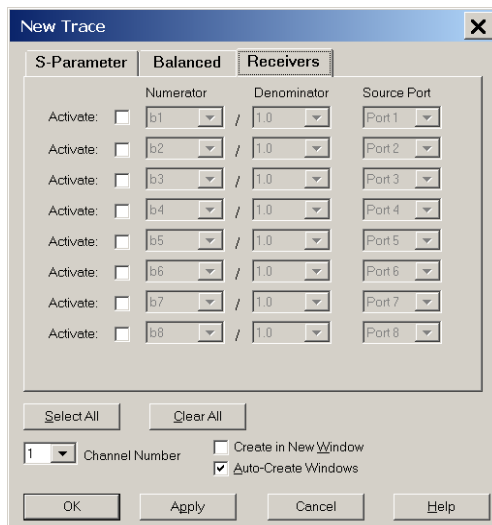 New Trace
S-Parameter Balanced Receivers
Numerator Denominator Source Port
Activate: b1 / 1.0 Port 1
Activate: b2 / 1.0 Port 2
Activate: b3 / 1.0 Port 3
Activate: b4 / 1.0 Port 4
Activate: b5 / 1.0 Port 5
Activate: b6 / 1.0 Port 6
Activate: b7 / 1.0 Port 7
Activate: b8 / 1.0 Port 8
Select All Clear All
1 Channel Number Create in New Window
Auto-Create Windows
OK Apply Cancel Help